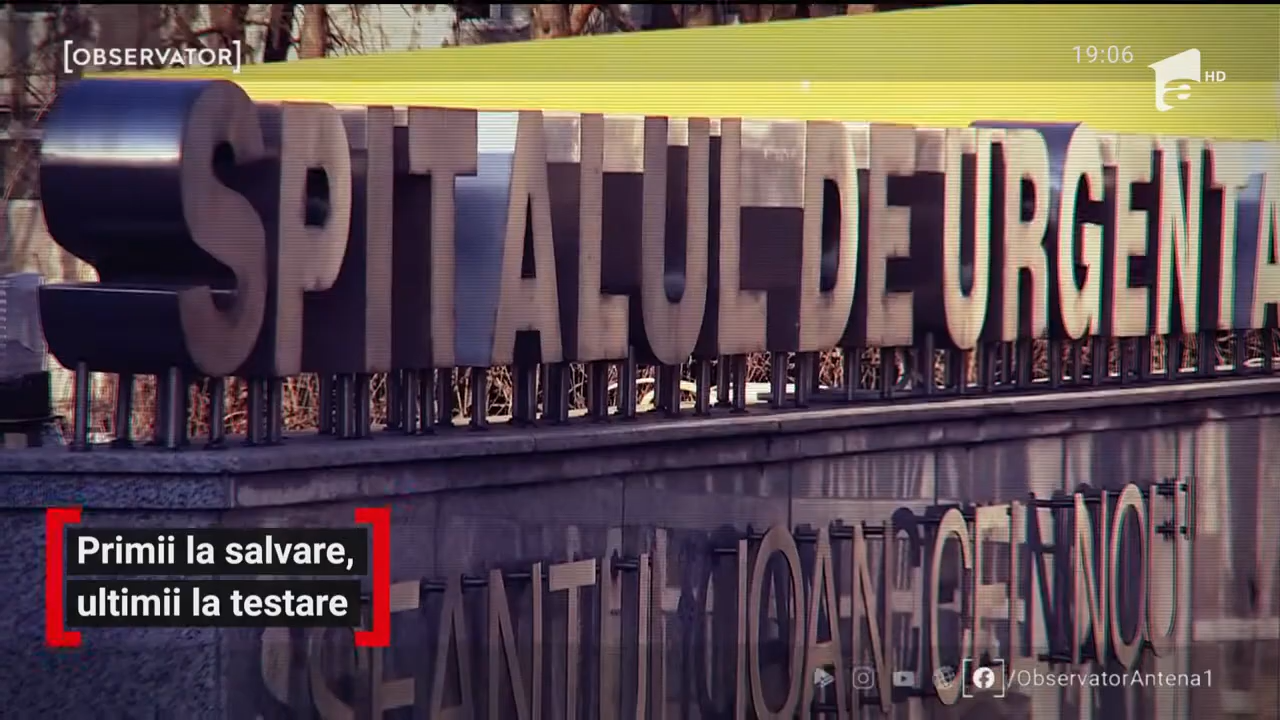 [OBSERVATOR]
19:06
HD
SPITALUL DE URGENTA
Primii la salvare,
ultimii la testare
SFANTUL IOAN CEL NOU
/ObservatorAntena1